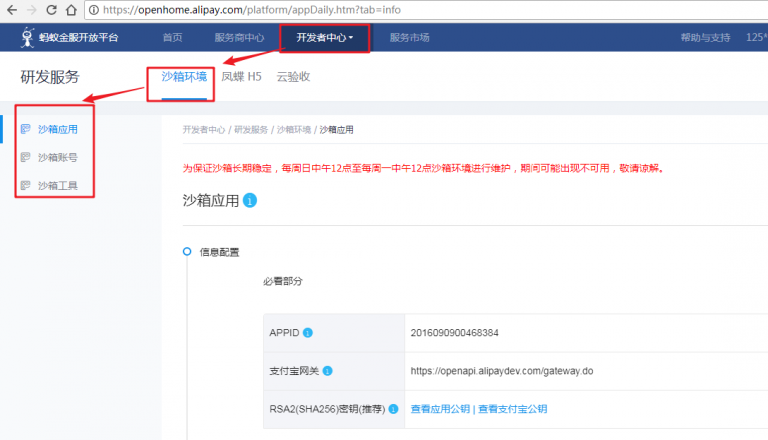 https://openhome.alipay.com/platform/appDaily.htm?tab=info
蚂蚁金服开放平台 首页 服务商中心 开发者中心 服务市场 帮助与支持 125*
研发服务 沙箱环境 凤蝶 H5 云验收
沙箱应用
沙箱账号
沙箱工具
开发者中心 / 研发服务 / 沙箱环境 / 沙箱应用
为保证沙箱长期稳定，每周日中午12点至每周一中午12点沙箱环境进行维护，期间可能出现不可用，敬请谅解。
沙箱应用
信息配置
必看部分
APPID 2016090900468384
支付宝网关 https://openapi.alipaydev.com/gateway.do
RSA2(SHA256)密钥(推荐) 查看应用公钥 | 查看支付宝公钥